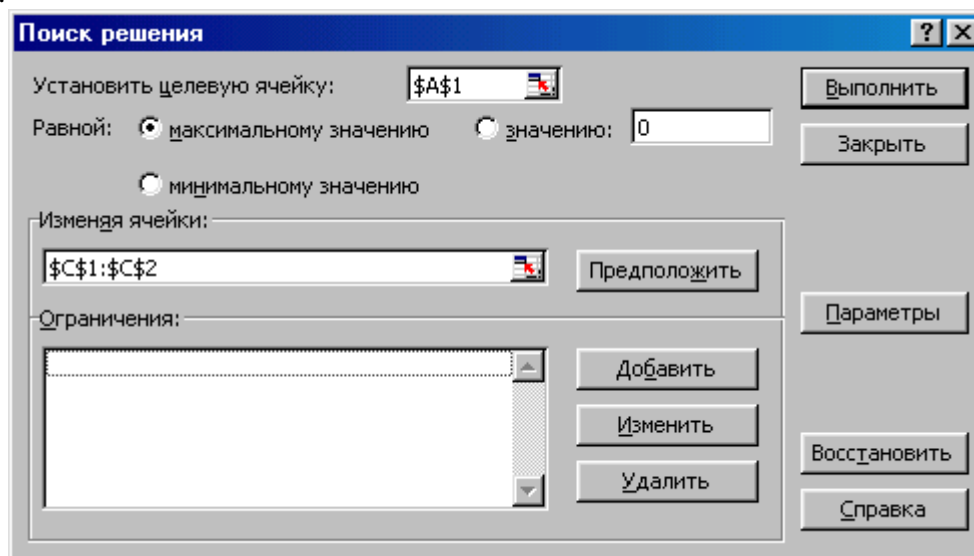 Поиск решения
Установить целевую ячейку: $A$1 Выполнить
Равной: максимальному значению значению: 0 Закрыть
минимальному значению
Изменяя ячейки:
$C$1:$C$2 Предположить
Ограничения: Параметры
Добавить
Изменить
Восстановить
Удалить
Справка